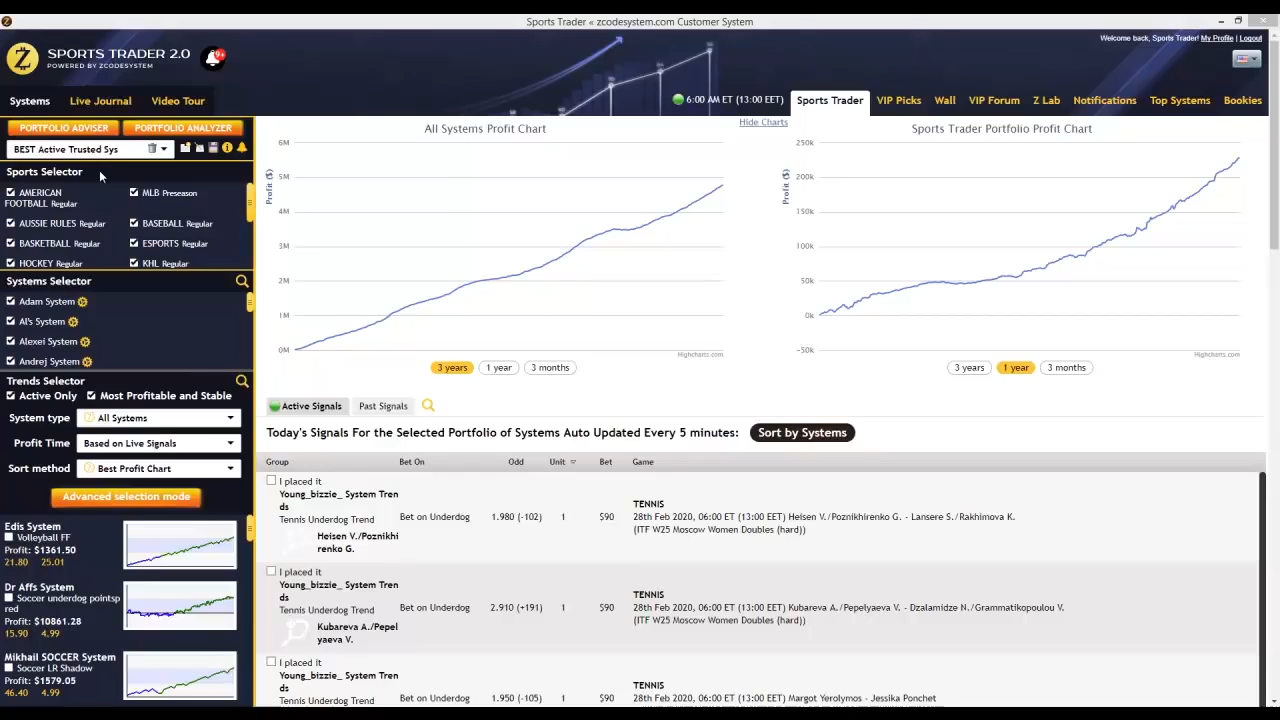 Sports Trader « zcodesystem.com Customer System
Welcome back, Sports Trader! My Profile | Logout
SPORTS TRADER 2.0
POWERED BY ZCODESYSTEM
9+
Systems Live Journal Video Tour
6:00 AM ET (13:00 EET) Sports Trader VIP Picks Wall VIP Forum Z Lab Notifications Top Systems Bookies
PORTFOLIO ADVISER PORTFOLIO ANALYZER
BEST Active Trusted Sys
Sports Selector
AMERICAN FOOTBALL Regular
MLB Preseason
AUSSIE RULES Regular
BASEBALL Regular
BASKETBALL Regular
ESPORTS Regular
HOCKEY Regular
KHL Regular
Systems Selector
Adam System
Al's System
Alexei System
Andrej System
Trends Selector
Active Only Most Profitable and Stable
System type All Systems
Profit Time Based on Live Signals
Sort method Best Profit Chart
Advanced selection mode
Edis System
Volleyball FF
Profit: $1361.50
21.80 25.01
Dr Affs System
Soccer underdog pointsp
red
Profit: $10861.28
15.90 4.99
Mikhail SOCCER System
Soccer LR Shadow
Profit: $1579.05
46.40 4.99
All Systems Profit Chart
Hide Charts
Sports Trader Portfolio Profit Chart
Profit ($)
6M
5M
4M
3M
2M
1M
0M
Highcharts.com
3 years 1 year 3 months
Profit ($)
250k
200k
150k
100k
50k
0k
-50k
Highcharts.com
3 years 1 year 3 months
Active Signals Past Signals
Today's Signals For the Selected Portfolio of Systems Auto Updated Every 5 minutes: Sort by Systems
Group Bet On Odd Unit Bet Game
I placed it
Young_bizzie_ System Tren
ds
Tennis Underdog Trend
Heisen V./Poznikhi
renko G.
Bet on Underdog 1.980 (-102) 1 $90
TENNIS
28th Feb 2020, 06:00 ET (13:00 EET) Heisen V./Poznikhirenko G. - Lansere S./Rakhimova K.
(ITF W25 Moscow Women Doubles (hard))
I placed it
Young_bizzie_ System Tren
ds
Tennis Underdog Trend
Kubareva A./Pepel
yaeva V.
Bet on Underdog 2.910 (+191) 1 $90
TENNIS
28th Feb 2020, 06:00 ET (13:00 EET) Kubareva A./Pepelyaeva V. - Dzalamidze N./Grammatikopoulou V.
(ITF W25 Moscow Women Doubles (hard))
I placed it
Young_bizzie_ System Tren
ds
Tennis Underdog Trend
Bet on Underdog 1.950 (-105) 1 $90
TENNIS
28th Feb 2020, 06:00 ET (13:00 EET) Margot Yerolymos - Jessika Ponchet